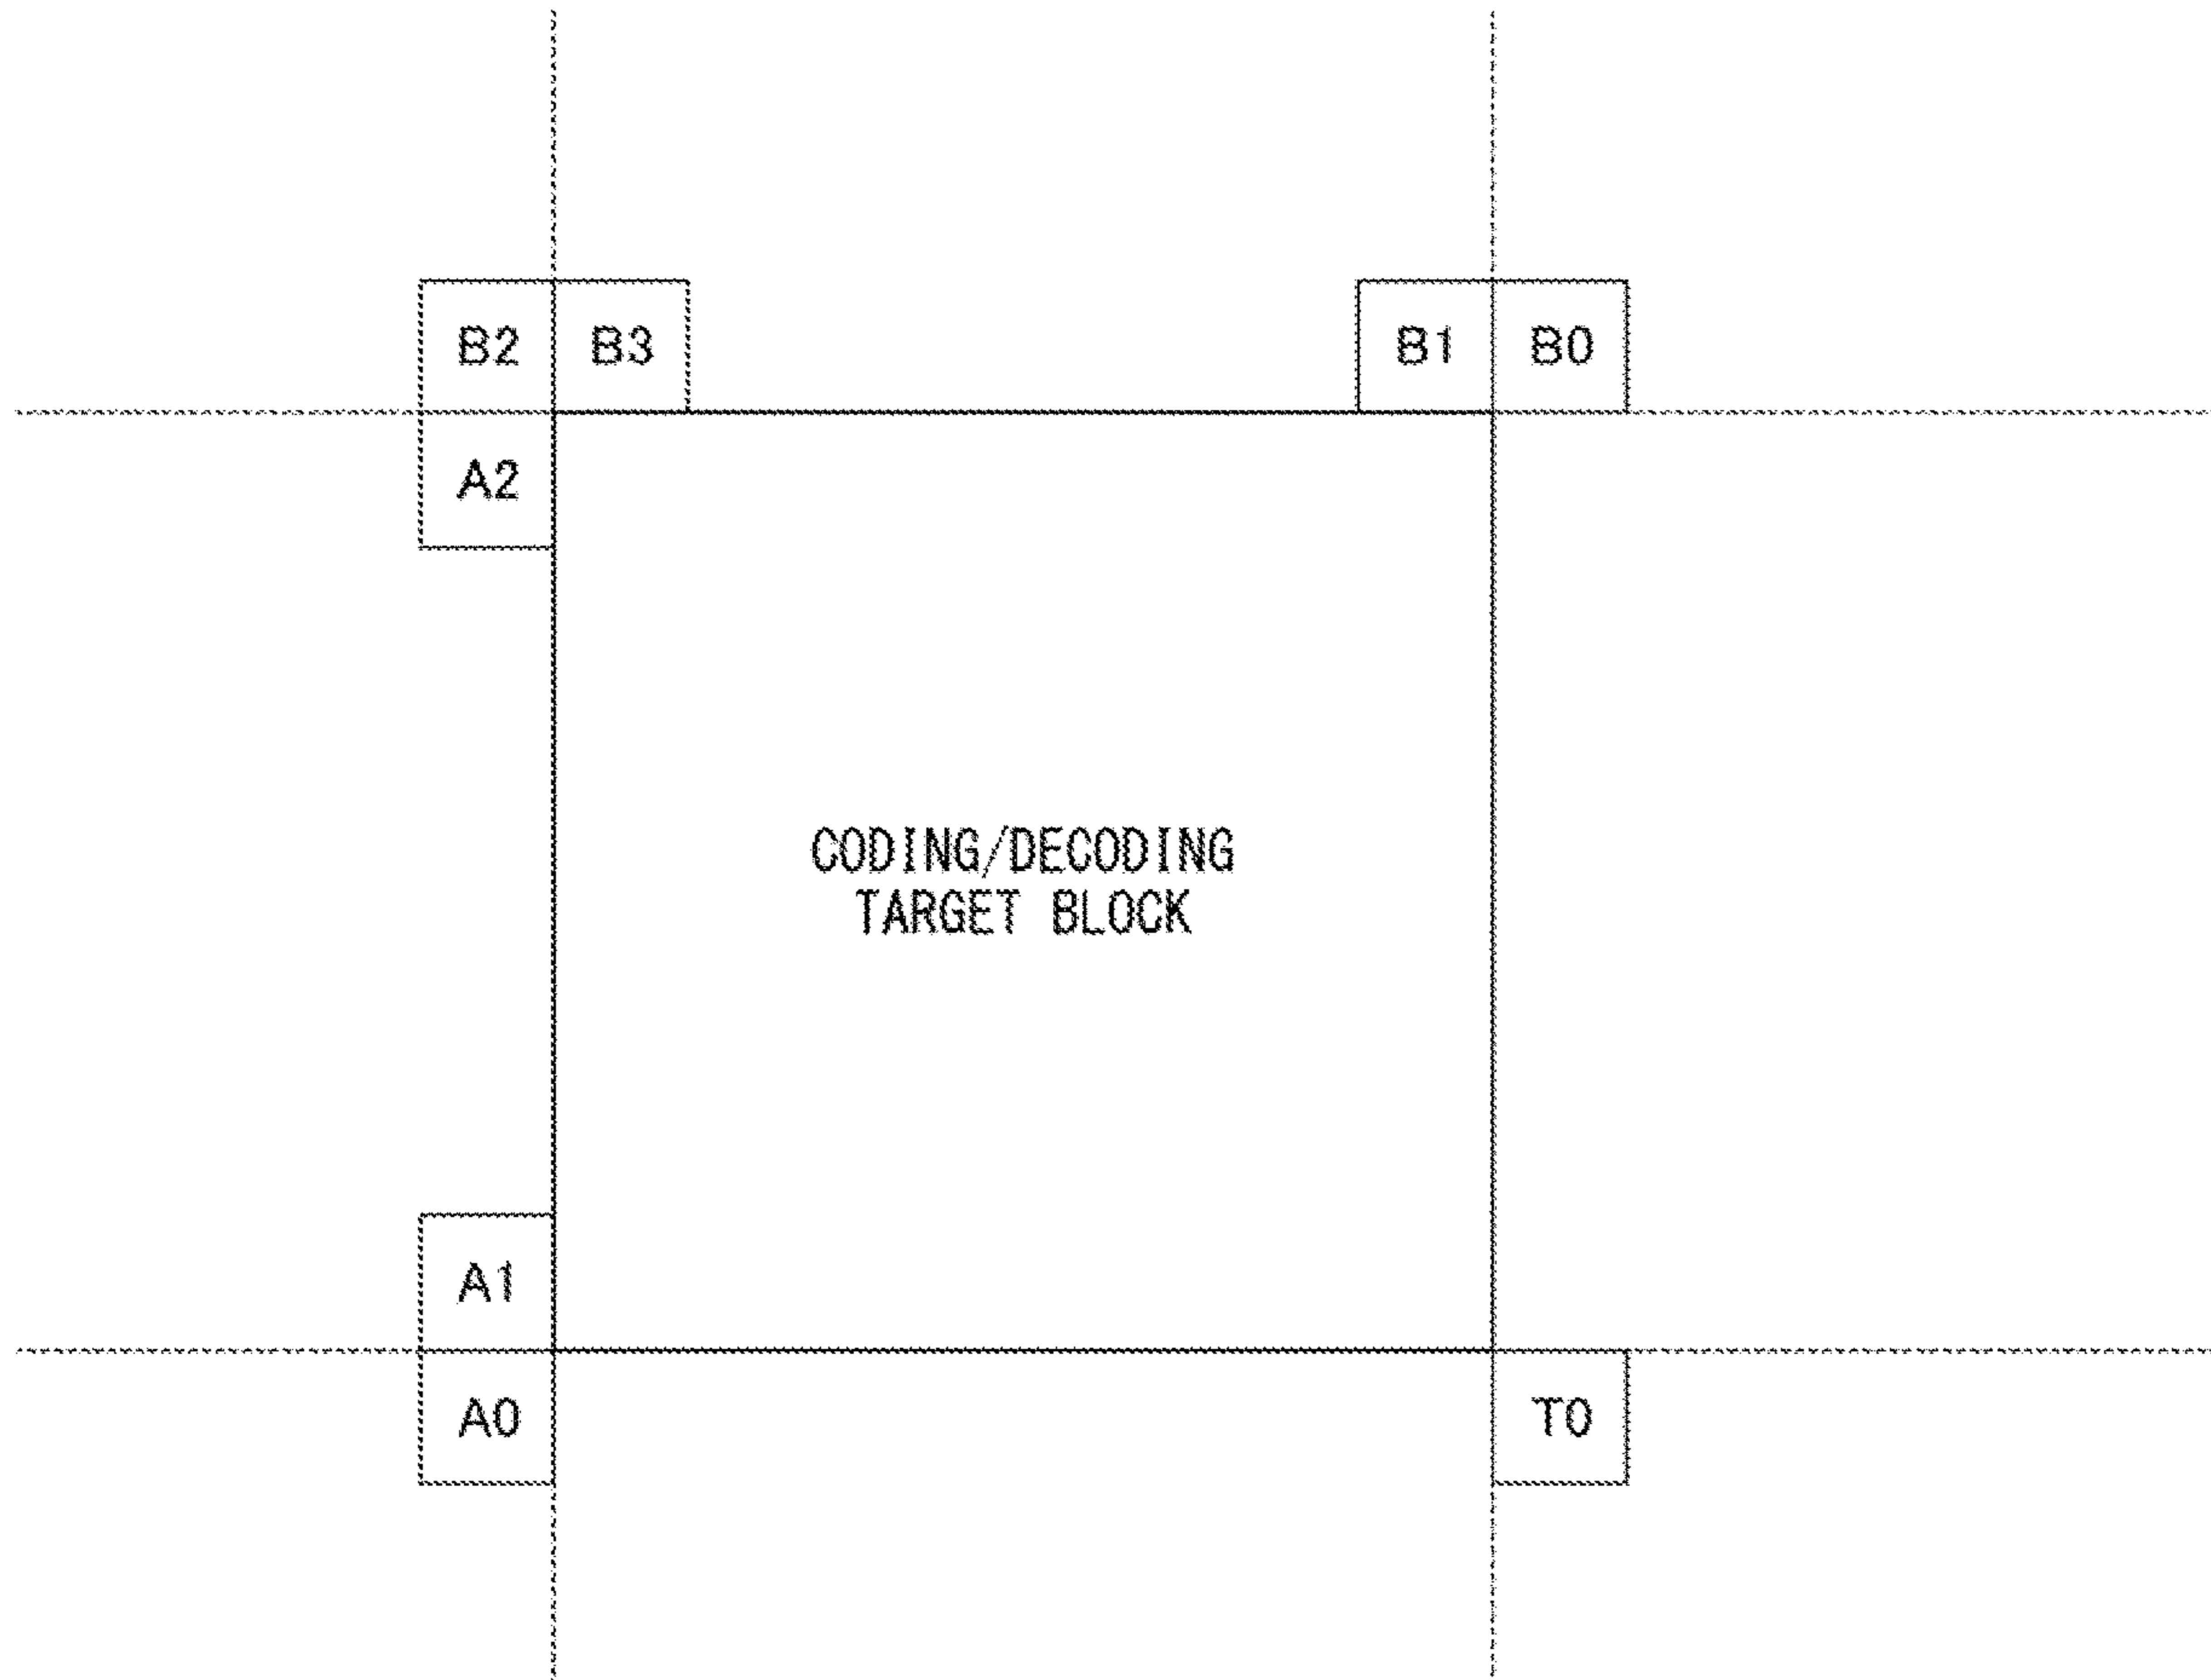 B2 B3 B1 B0
A2
CODING/DECODING
TARGET BLOCK
A1
A0 T0